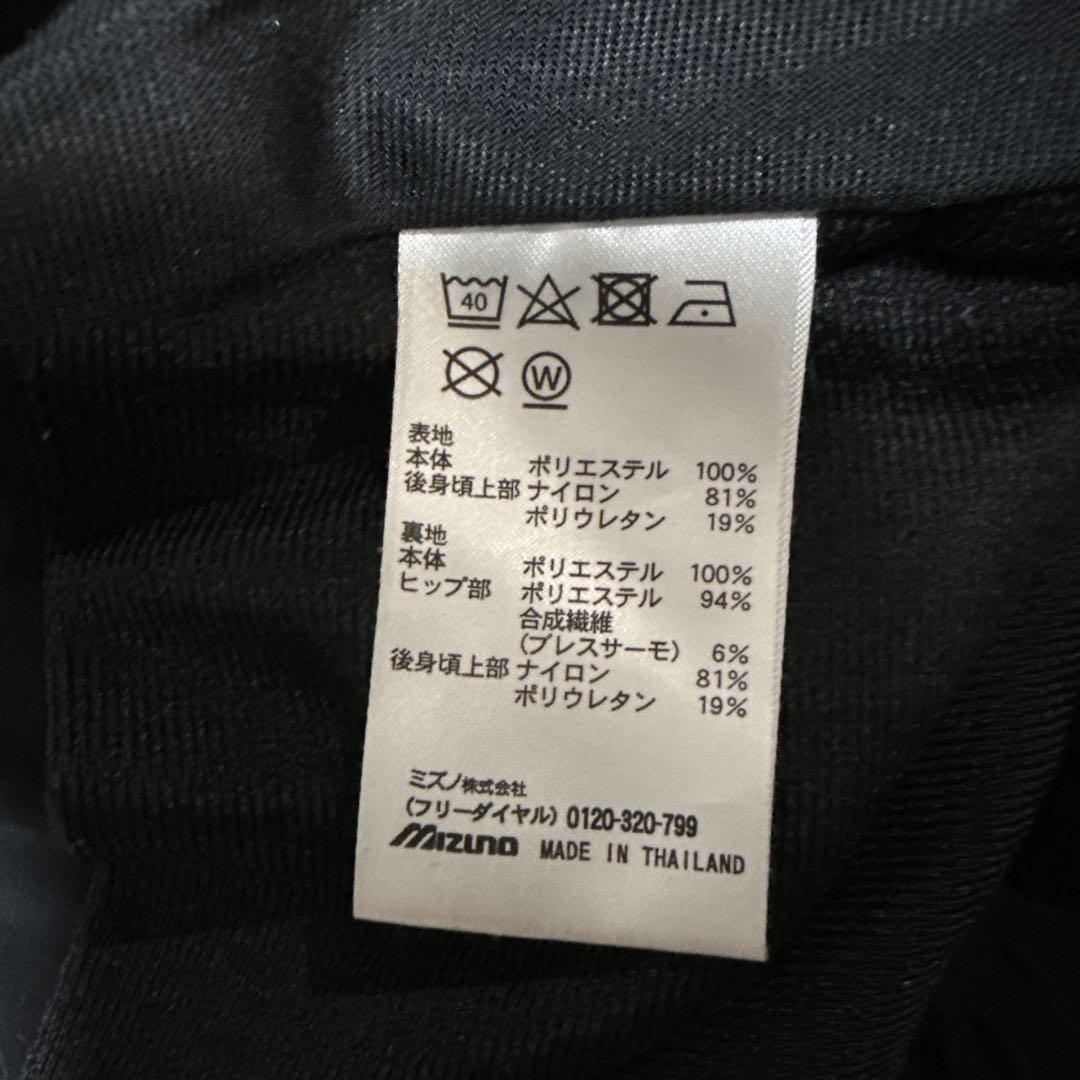 40
W
表地
本体 ポリエステル 100%
後身頃上部 ナイロン 81%
ポリウレタン 19%
裏地
本体 ポリエステル 100%
ヒップ部 ポリエステル 94%
合成繊維
(ブレスサーモ) 6%
後身頃上部 ナイロン 81%
ポリウレタン 19%
ミズノ株式会社
(フリーダイヤル) 0120-320-799
MIZUNO MADE IN THAILAND